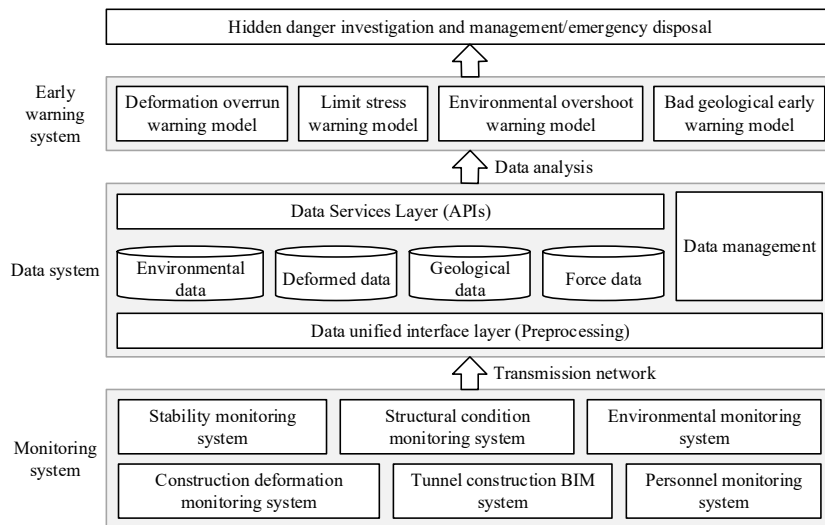 Hidden danger investigation and management/emergency disposal
Early
warning
system
Deformation overrun
warning model
Limit stress
warning model
Environmental overshoot
warning model
Bad geological early
warning model
Data analysis
Data system
Data Services Layer (APIs)
Data management
Environmental
data
Deformed data
Geological
data
Force data
Data unified interface layer (Preprocessing)
Transmission network
Monitoring
system
Stability monitoring
system
Structural condition
monitoring system
Environmental monitoring
system
Construction deformation
monitoring system
Tunnel construction BIM
system
Personnel monitoring
system